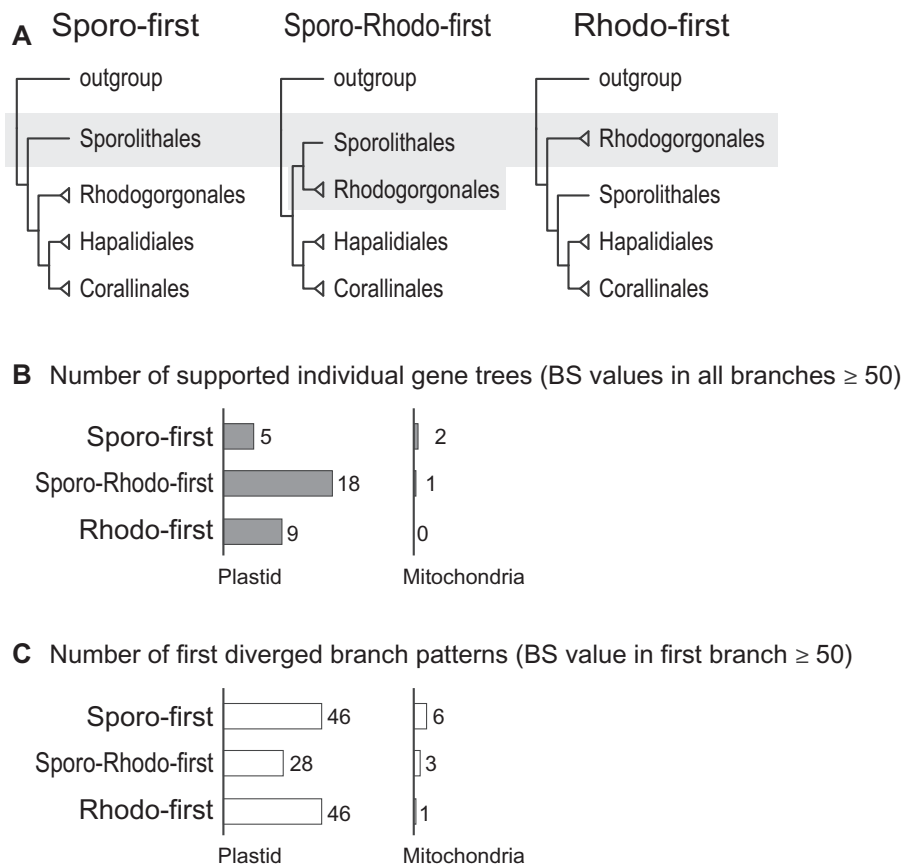 A Sporo-first Sporo-Rhodo-first Rhodo-first
outgroup outgroup outgroup
Sporolithales Sporolithales Rhodogorgonales
Rhodogorgonales Rhodogorgonales Sporolithales
Hapalidiales Hapalidiales Hapalidiales
Corallinales Corallinales Corallinales
B Number of supported individual gene trees (BS values in all branches ≥ 50)
Sporo-first 5 2
Sporo-Rhodo-first 18 1
Rhodo-first 9 0
Plastid Mitochondria
C Number of first diverged branch patterns (BS value in first branch ≥ 50)
Sporo-first 46 6
Sporo-Rhodo-first 28 3
Rhodo-first 46 1
Plastid Mitochondria